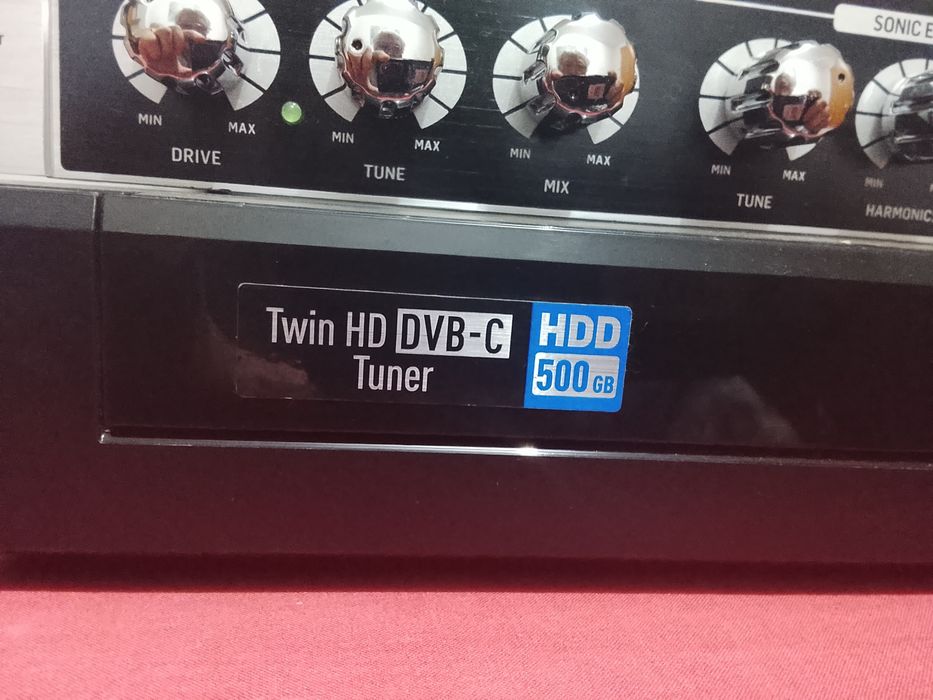 SONIC
MIN MAX MIN MAX MIN MAX MIN MAX MIN
DRIVE TUNE MIX TUNE
Twin HD DVB-C
Tuner
HDD
500 GB